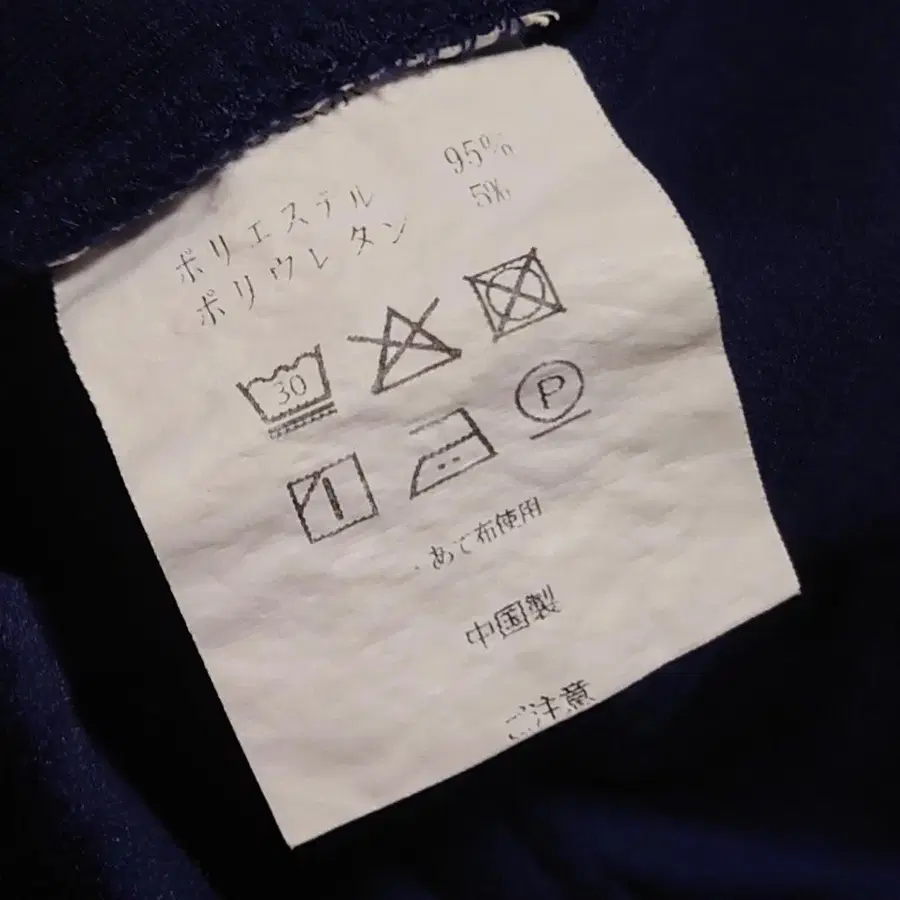 ポリエステル 95%
ポリウレタン 5%
30
P
・あて布使用
中国製
ご注意